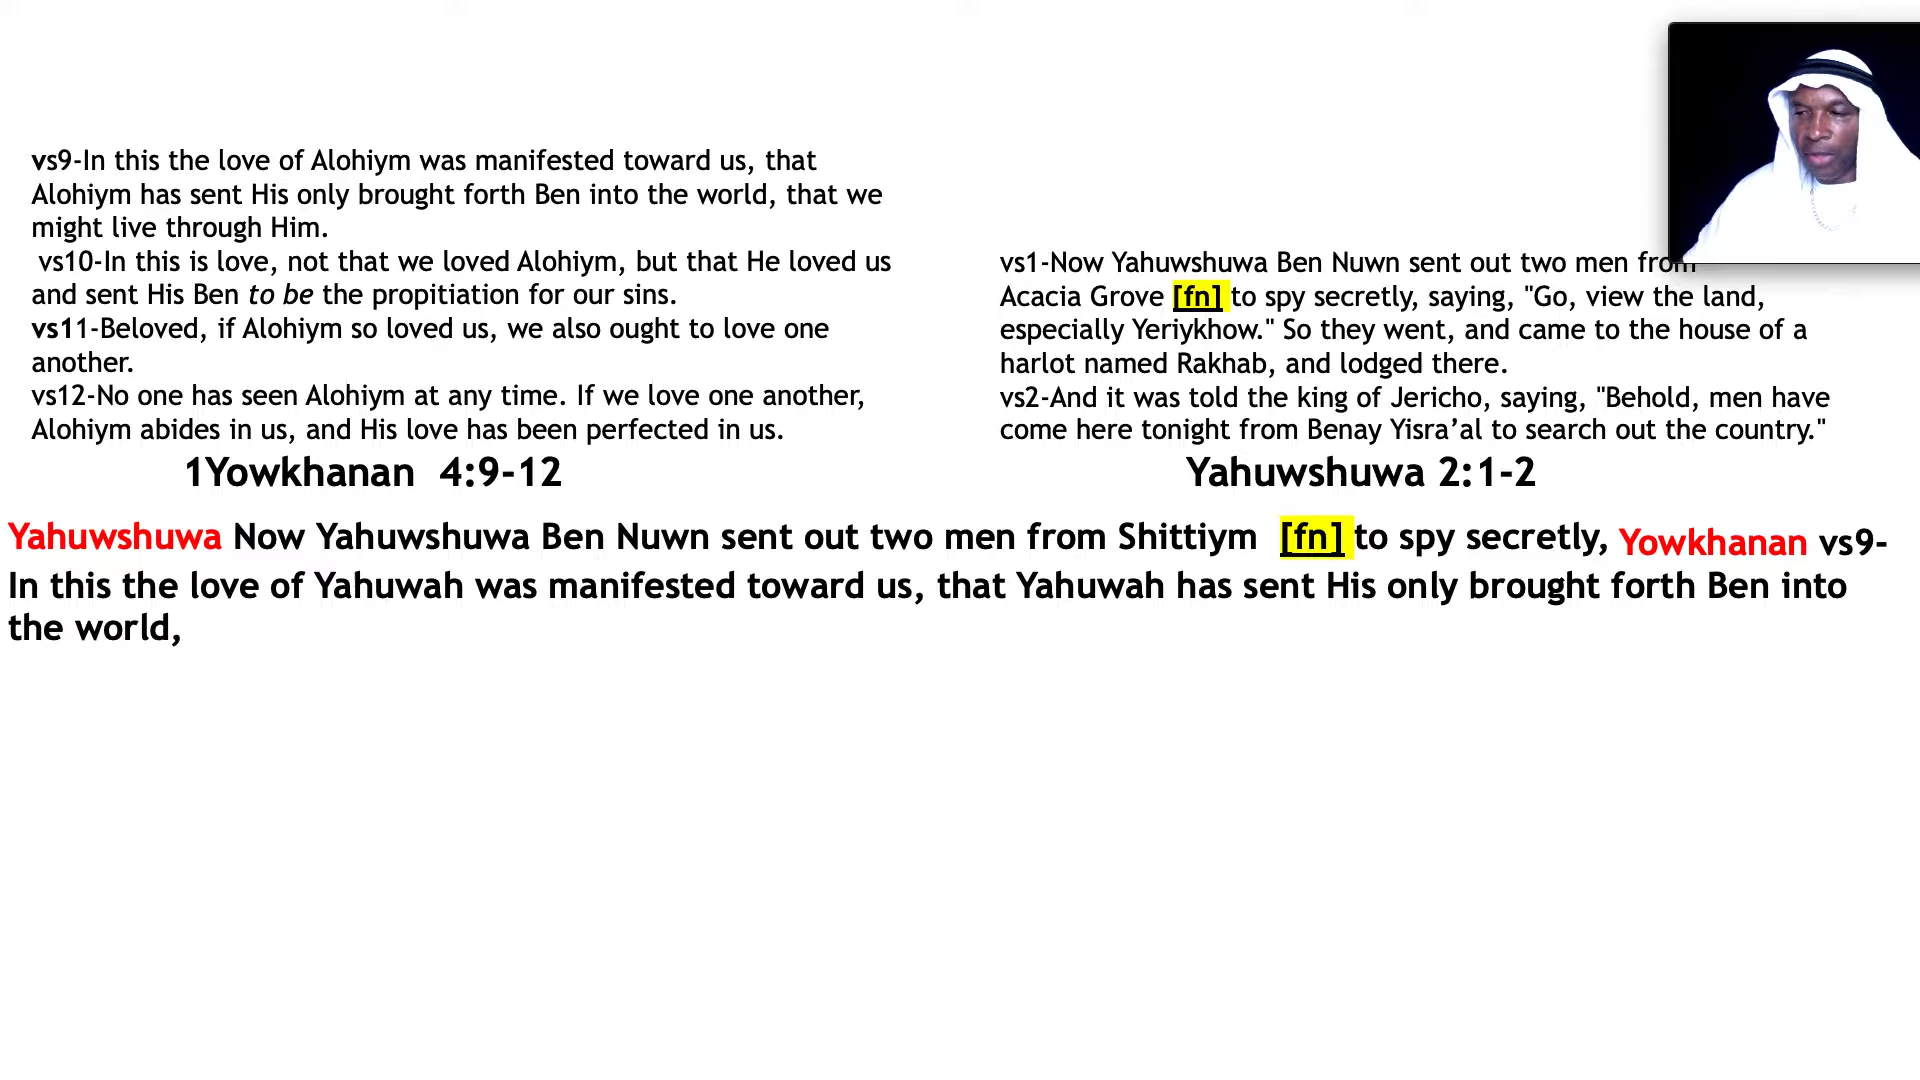 vs9-In this the love of Alohiym was manifested toward us, that
Alohiym has sent His only brought forth Ben into the world, that we
might live through Him.
vs10-In this is love, not that we loved Alohiym, but that He loved us
and sent His Ben to be the propitiation for our sins.
vs11-Beloved, if Alohiym so loved us, we also ought to love one
another.
vs12-No one has seen Alohiym at any time. If we love one another,
Alohiym abides in us, and His love has been perfected in us.
1Yowkhanan 4:9-12
vs1-Now Yahuwshuwa Ben Nuwn sent out two men from
Acacia Grove [fn] to spy secretly, saying, "Go, view the land,
especially Yeriykhow." So they went, and came to the house of a
harlot named Rakhab, and lodged there.
vs2-And it was told the king of Jericho, saying, "Behold, men have
come here tonight from Benay Yisra’al to search out the country."
Yahuwshuwa 2:1-2
Yahuwshuwa Now Yahuwshuwa Ben Nuwn sent out two men from Shittiym [fn] to spy secretly, Yowkhanan vs9-
In this the love of Yahuwah was manifested toward us, that Yahuwah has sent His only brought forth Ben into
the world,